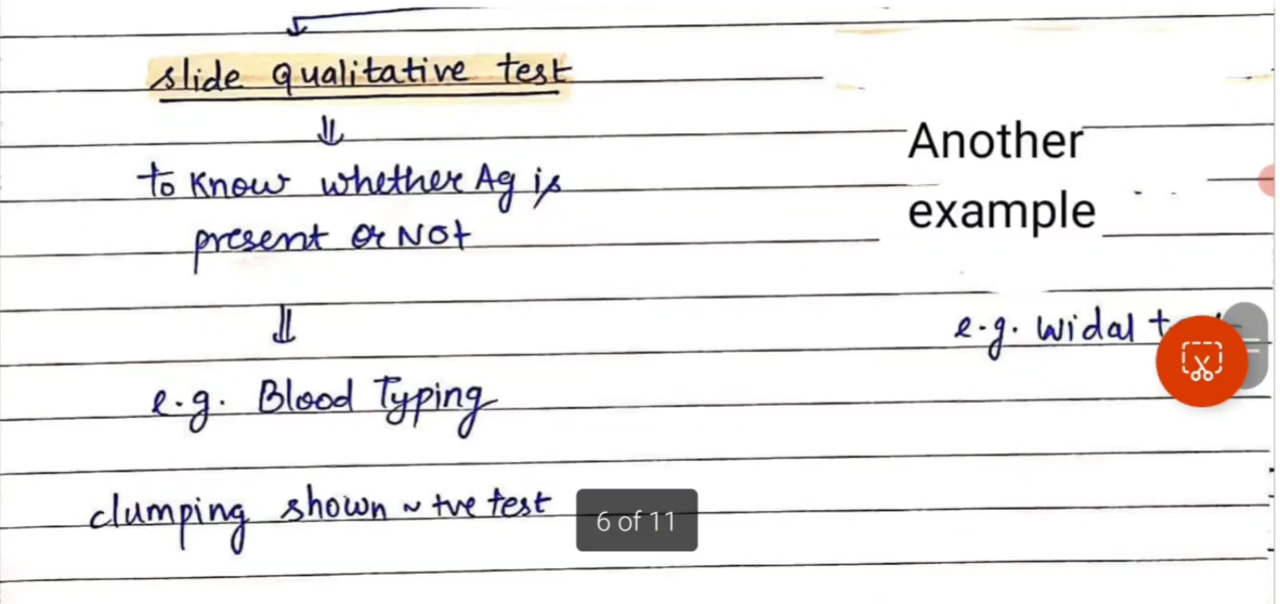 slide qualitative test
⇓
to know whether Ag is
present or Not
⇓
e.g. Blood Typing
clumping shown ~ +ve test
Another
example
e.g. widal
6 of 11